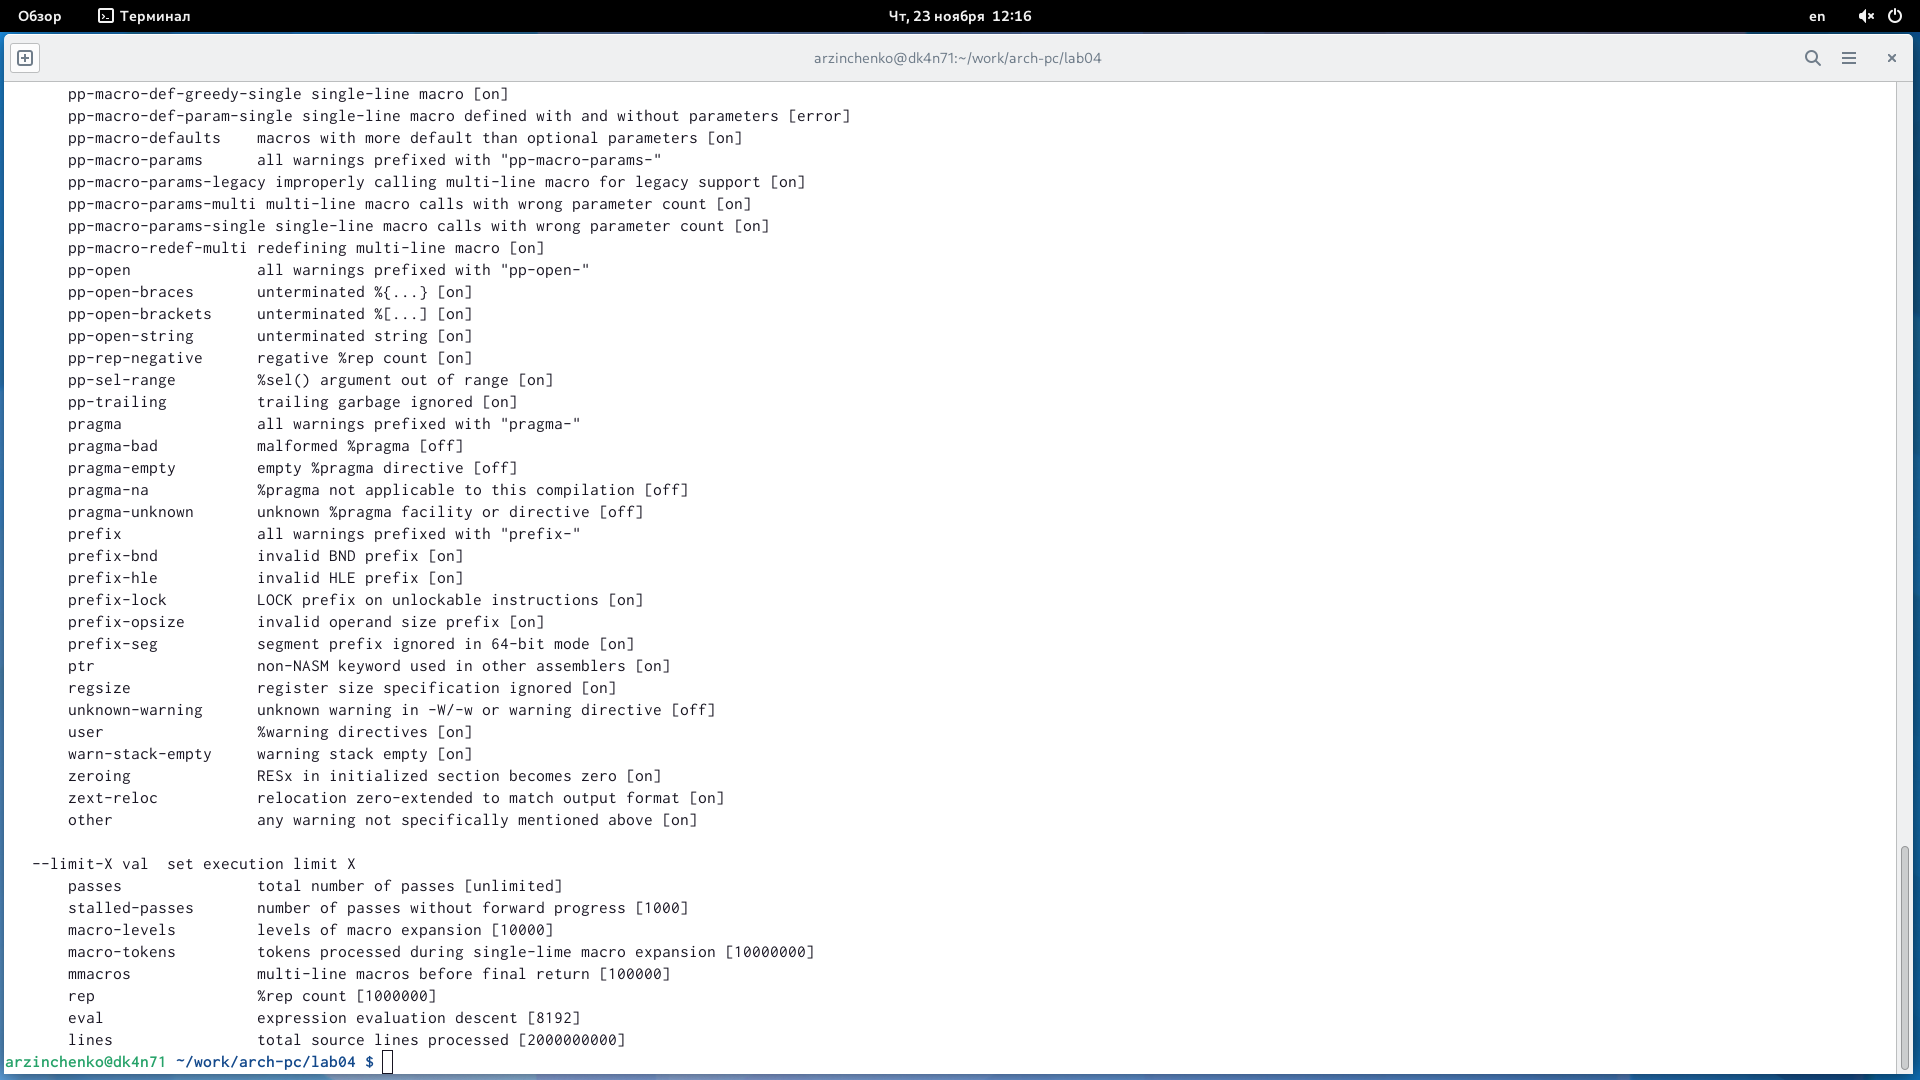 Обзор Терминал Чт, 23 ноября 12:16 en
arzinchenko@dk4n71:~/work/arch-pc/lab04
pp-macro-def-greedy-single single-line macro [on]
pp-macro-def-param-single single-line macro defined with and without parameters [error]
pp-macro-defaults macros with more default than optional parameters [on]
pp-macro-params all warnings prefixed with "pp-macro-params-"
pp-macro-params-legacy improperly calling multi-line macro for legacy support [on]
pp-macro-params-multi multi-line macro calls with wrong parameter count [on]
pp-macro-params-single single-line macro calls with wrong parameter count [on]
pp-macro-redef-multi redefining multi-line macro [on]
pp-open all warnings prefixed with "pp-open-"
pp-open-braces unterminated %{...} [on]
pp-open-brackets unterminated %[...] [on]
pp-open-string unterminated string [on]
pp-rep-negative regative %rep count [on]
pp-sel-range %sel() argument out of range [on]
pp-trailing trailing garbage ignored [on]
pragma all warnings prefixed with "pragma-"
pragma-bad malformed %pragma [off]
pragma-empty empty %pragma directive [off]
pragma-na %pragma not applicable to this compilation [off]
pragma-unknown unknown %pragma facility or directive [off]
prefix all warnings prefixed with "prefix-"
prefix-bnd invalid BND prefix [on]
prefix-hle invalid HLE prefix [on]
prefix-lock LOCK prefix on unlockable instructions [on]
prefix-opsize invalid operand size prefix [on]
prefix-seg segment prefix ignored in 64-bit mode [on]
ptr non-NASM keyword used in other assemblers [on]
regsize register size specification ignored [on]
unknown-warning unknown warning in -W/-w or warning directive [off]
user %warning directives [on]
warn-stack-empty warning stack empty [on]
zeroing RESx in initialized section becomes zero [on]
zext-reloc relocation zero-extended to match output format [on]
other any warning not specifically mentioned above [on]
--limit-X val set execution limit X
passes total number of passes [unlimited]
stalled-passes number of passes without forward progress [1000]
macro-levels levels of macro expansion [10000]
macro-tokens tokens processed during single-lime macro expansion [10000000]
mmacros multi-line macros before final return [100000]
rep %rep count [1000000]
eval expression evaluation descent [8192]
lines total source lines processed [2000000000]
arzinchenko@dk4n71 ~/work/arch-pc/lab04 $